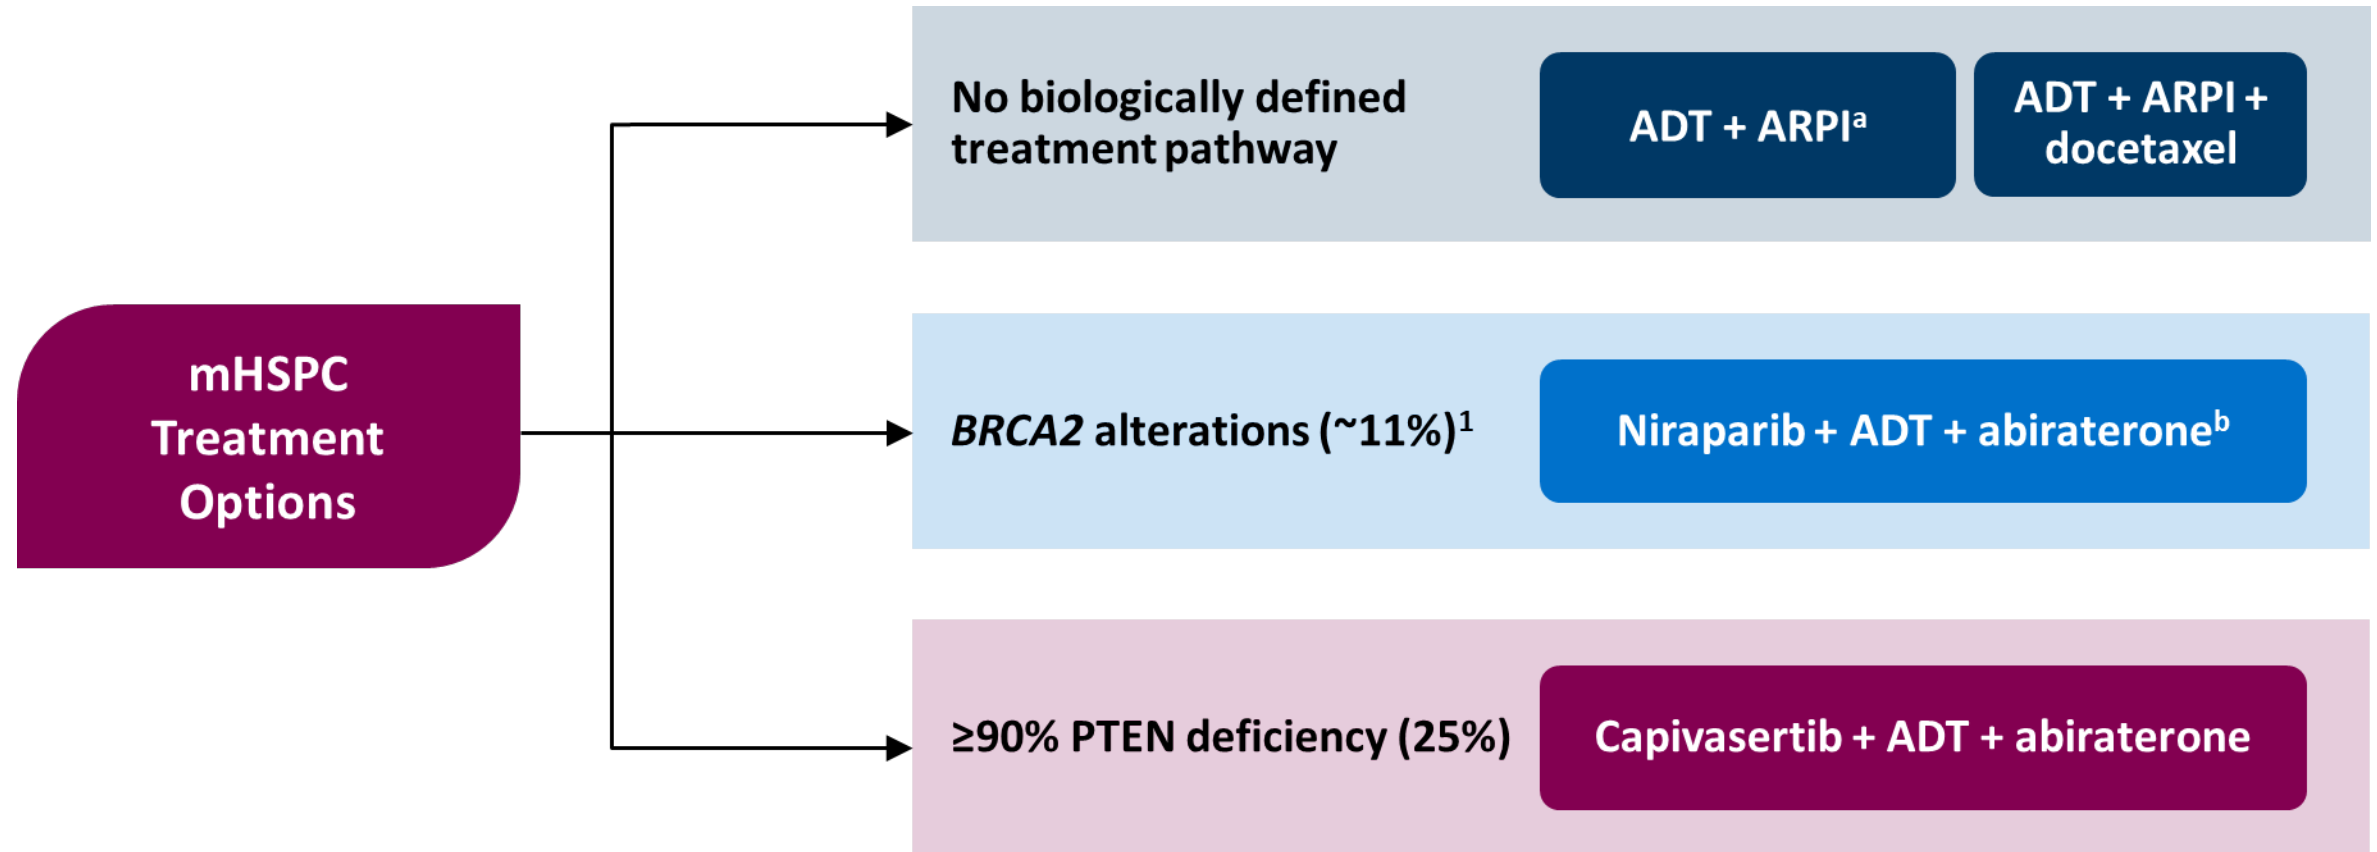 mHSPC
Treatment
Options
No biologically defined
treatment pathway
ADT + ARPIᵃ
ADT + ARPI +
docetaxel
BRCA2 alterations (~11%)¹
Niraparib + ADT + abirateroneᵇ
≥90% PTEN deficiency (25%)
Capivasertib + ADT + abiraterone